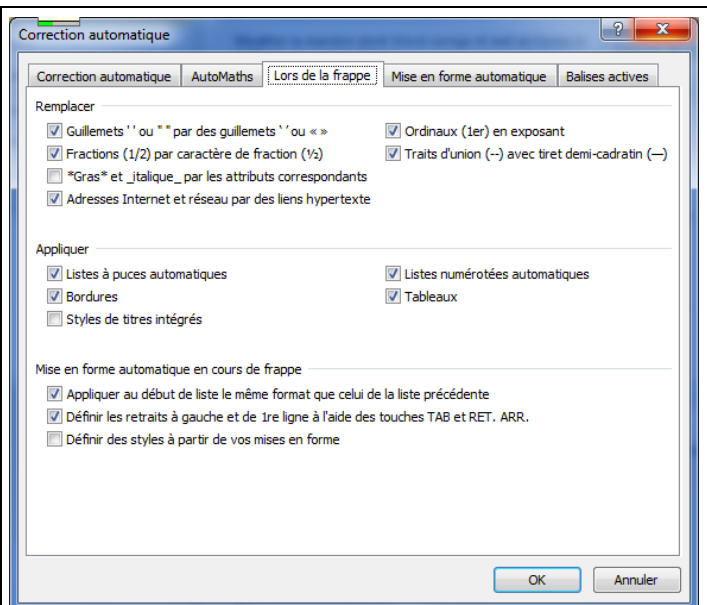 Correction automatique
Correction automatique AutoMaths Lors de la frappe Mise en forme automatique Balises actives
Remplacer
Guillemets ' ' ou " " par des guillemets ‘ ’ ou « » Ordinaux (1er) en exposant
Fractions (1/2) par caractère de fraction (½) Traits d'union (--) avec tiret demi-cadratin (—)
*Gras* et _italique_ par les attributs correspondants
Adresses Internet et réseau par des liens hypertexte
Appliquer
Listes à puces automatiques Listes numérotées automatiques
Bordures Tableaux
Styles de titres intégrés
Mise en forme automatique en cours de frappe
Appliquer au début de liste le même format que celui de la liste précédente
Définir les retraits à gauche et de 1re ligne à l'aide des touches TAB et RET. ARR.
Définir des styles à partir de vos mises en forme
OK Annuler